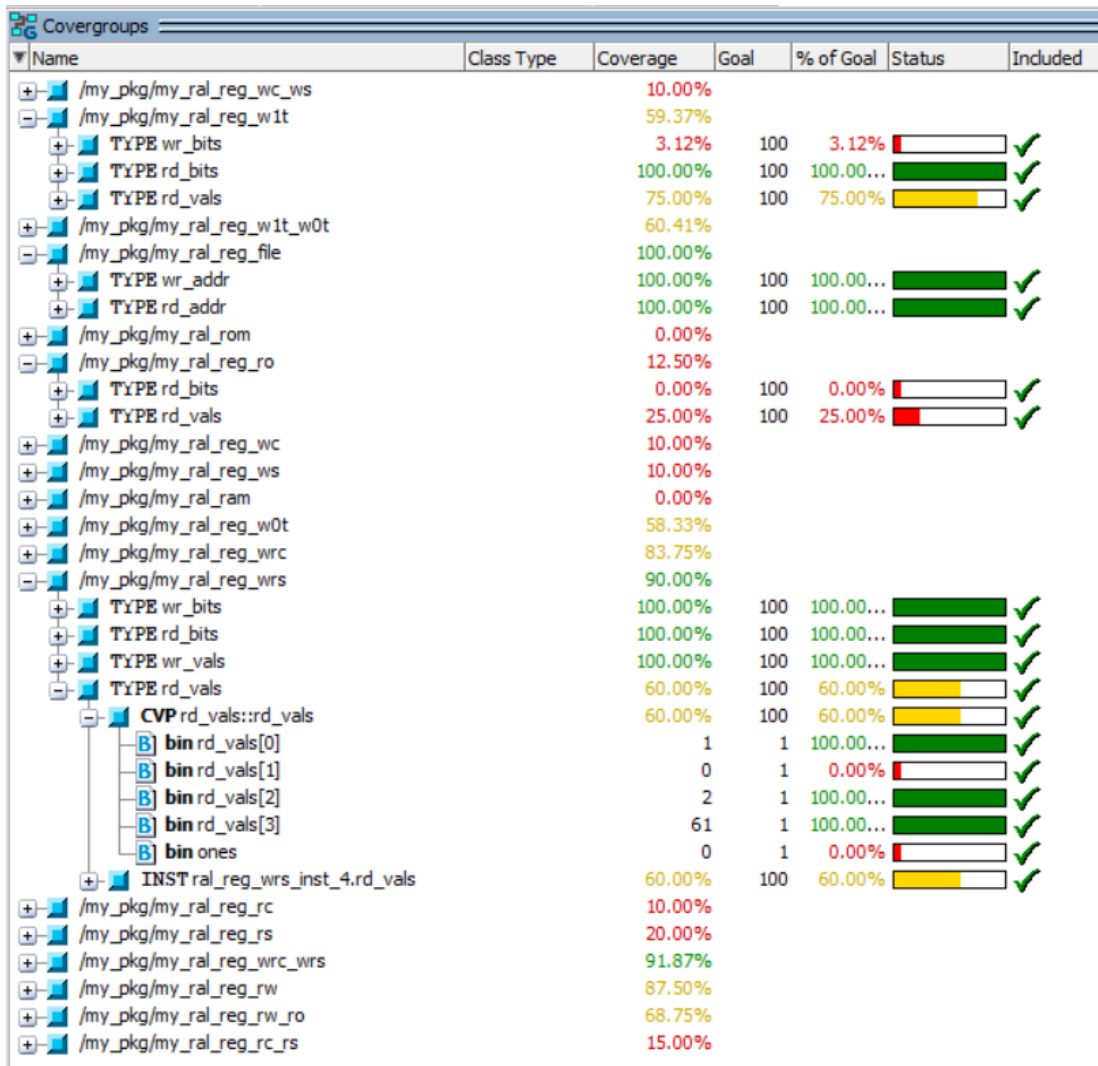 Covergroups
Name Class Type Coverage Goal % of Goal Status Included
/my_pkg/my_ral_reg_wc_ws 10.00%
/my_pkg/my_ral_reg_w1t 59.37%
TYPE wr_bits 3.12% 100 3.12%
TYPE rd_bits 100.00% 100 100.00...
TYPE rd_vals 75.00% 100 75.00%
/my_pkg/my_ral_reg_w1t_w0t 60.41%
/my_pkg/my_ral_reg_file 100.00%
TYPE wr_addr 100.00% 100 100.00...
TYPE rd_addr 100.00% 100 100.00...
/my_pkg/my_ral_rom 0.00%
/my_pkg/my_ral_reg_ro 12.50%
TYPE rd_bits 0.00% 100 0.00%
TYPE rd_vals 25.00% 100 25.00%
/my_pkg/my_ral_reg_wc 10.00%
/my_pkg/my_ral_reg_ws 10.00%
/my_pkg/my_ral_ram 0.00%
/my_pkg/my_ral_reg_w0t 58.33%
/my_pkg/my_ral_reg_wrc 83.75%
/my_pkg/my_ral_reg_wrs 90.00%
TYPE wr_bits 100.00% 100 100.00...
TYPE rd_bits 100.00% 100 100.00...
TYPE wr_vals 100.00% 100 100.00...
TYPE rd_vals 60.00% 100 60.00%
CVP rd_vals::rd_vals 60.00% 100 60.00%
B] bin rd_vals[0] 1 1 100.00...
B] bin rd_vals[1] 0 1 0.00%
B] bin rd_vals[2] 2 1 100.00...
B] bin rd_vals[3] 61 1 100.00...
B] bin ones 0 1 0.00%
INST ral_reg_wrs_inst_4.rd_vals 60.00% 100 60.00%
/my_pkg/my_ral_reg_rc 10.00%
/my_pkg/my_ral_reg_rs 20.00%
/my_pkg/my_ral_reg_wrc_wrs 91.87%
/my_pkg/my_ral_reg_rw 87.50%
/my_pkg/my_ral_reg_rw_ro 68.75%
/my_pkg/my_ral_reg_rc_rs 15.00%